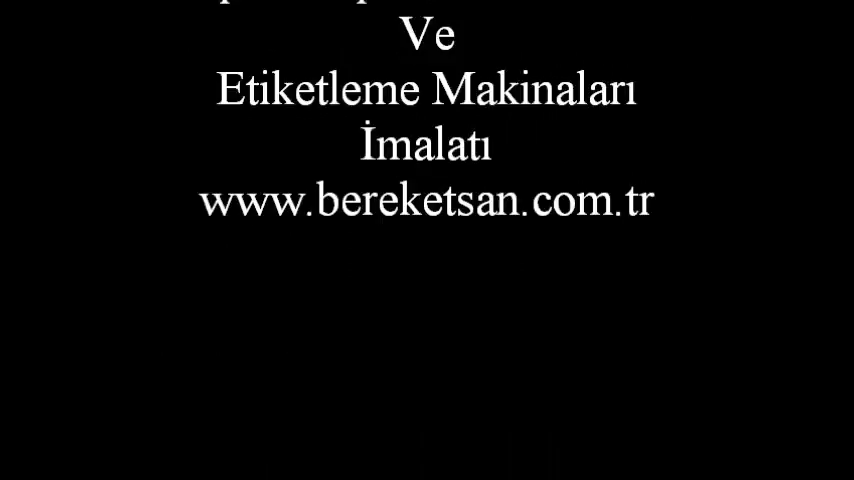 Ve
Etiketleme Makinaları
İmalatı
www.bereketsan.com.tr